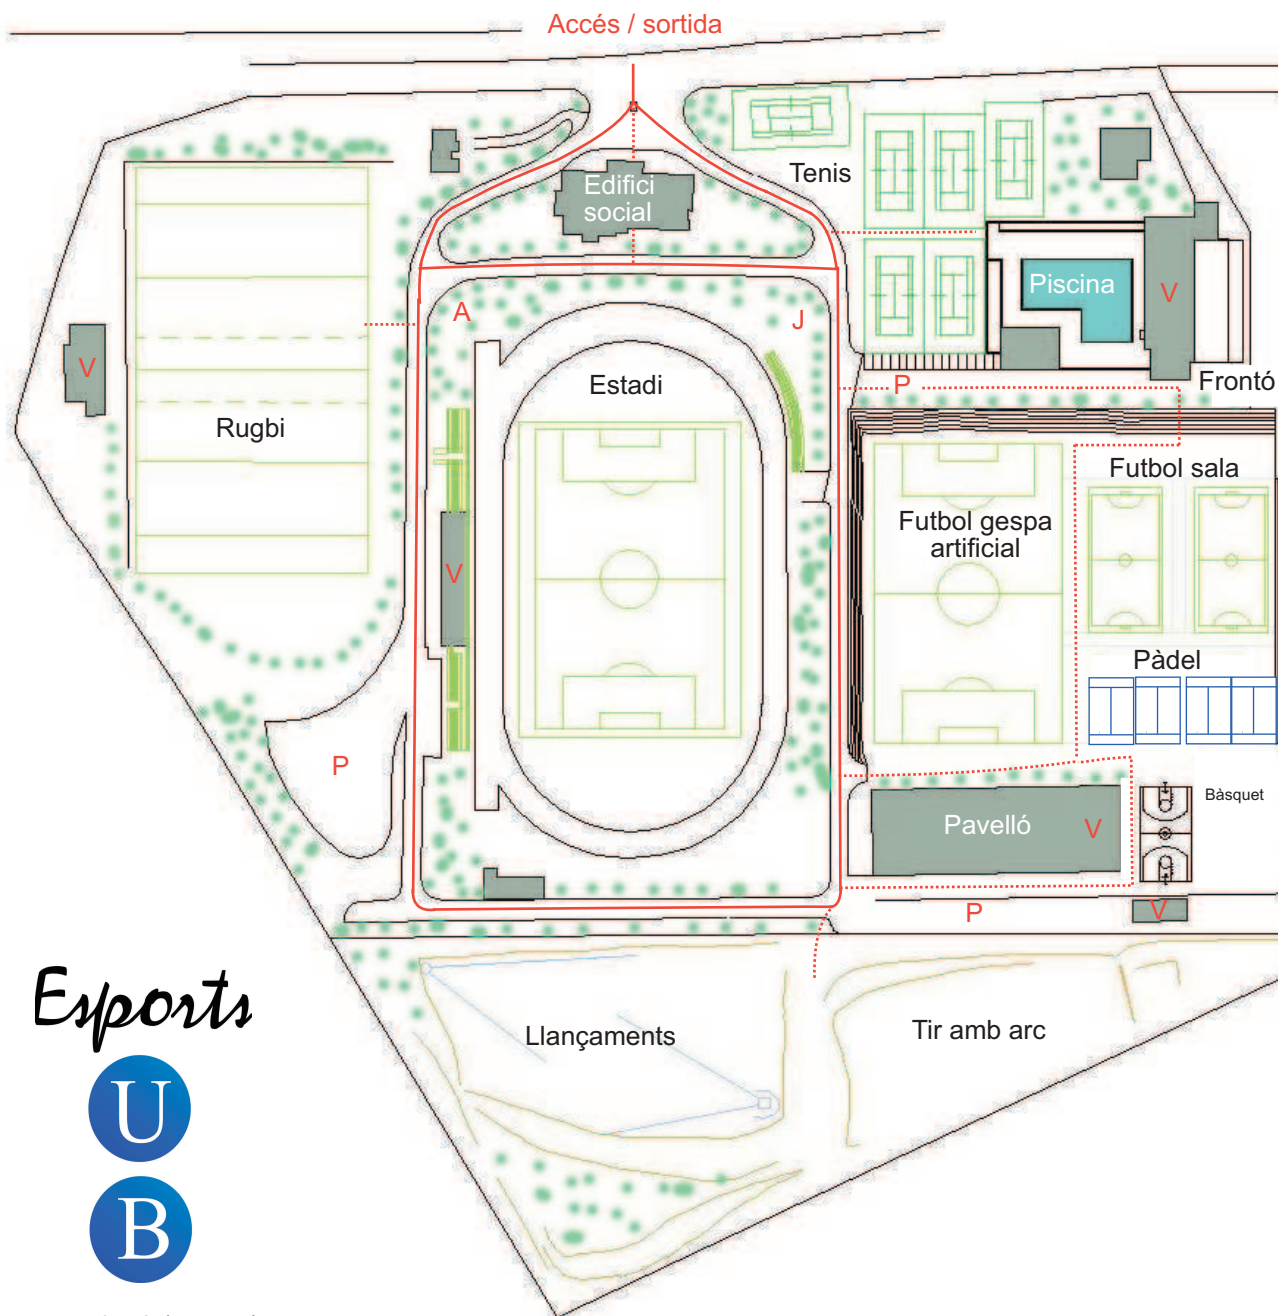 Accés / sortida
Tenis
Edifici
social
Piscina
V
A
J
V
Estadi
P
Frontó
Rugbi
Futbol sala
Futbol gespa
artificial
V
Pàdel
P
Bàsquet
Pavelló
V
P
V
Esports
Llançaments
Tir amb arc
U
B